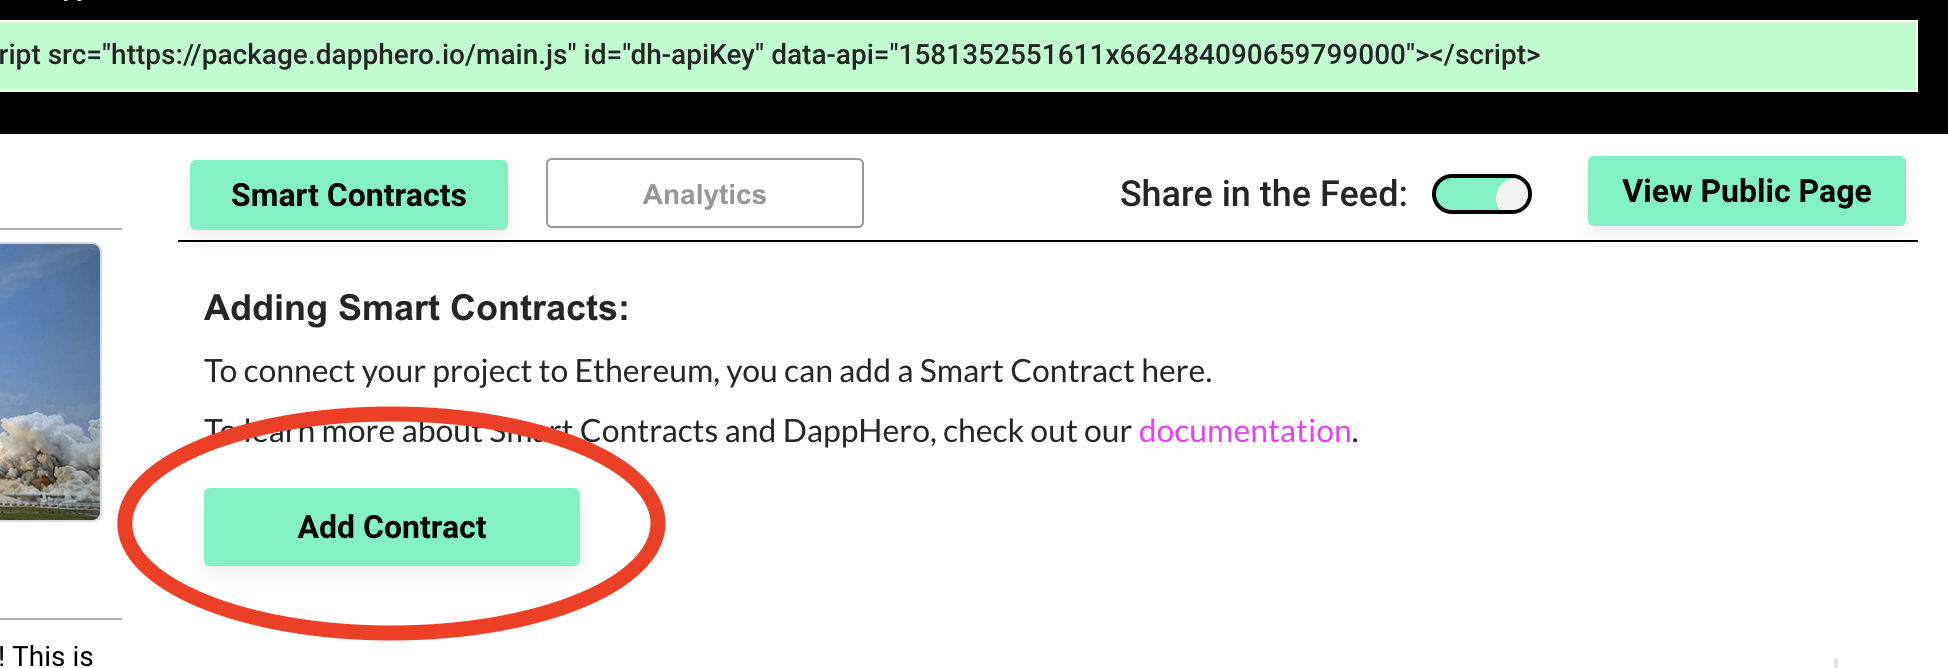 ript src="https://package.dapphero.io/main.js" id="dh-apiKey" data-api="1581352551611x662484090659799000"></script>
Smart Contracts
Analytics
Share in the Feed:
View Public Page
Adding Smart Contracts:
To connect your project to Ethereum, you can add a Smart Contract here.
To learn more about Smart Contracts and DappHero, check out our documentation.
Add Contract
! This is